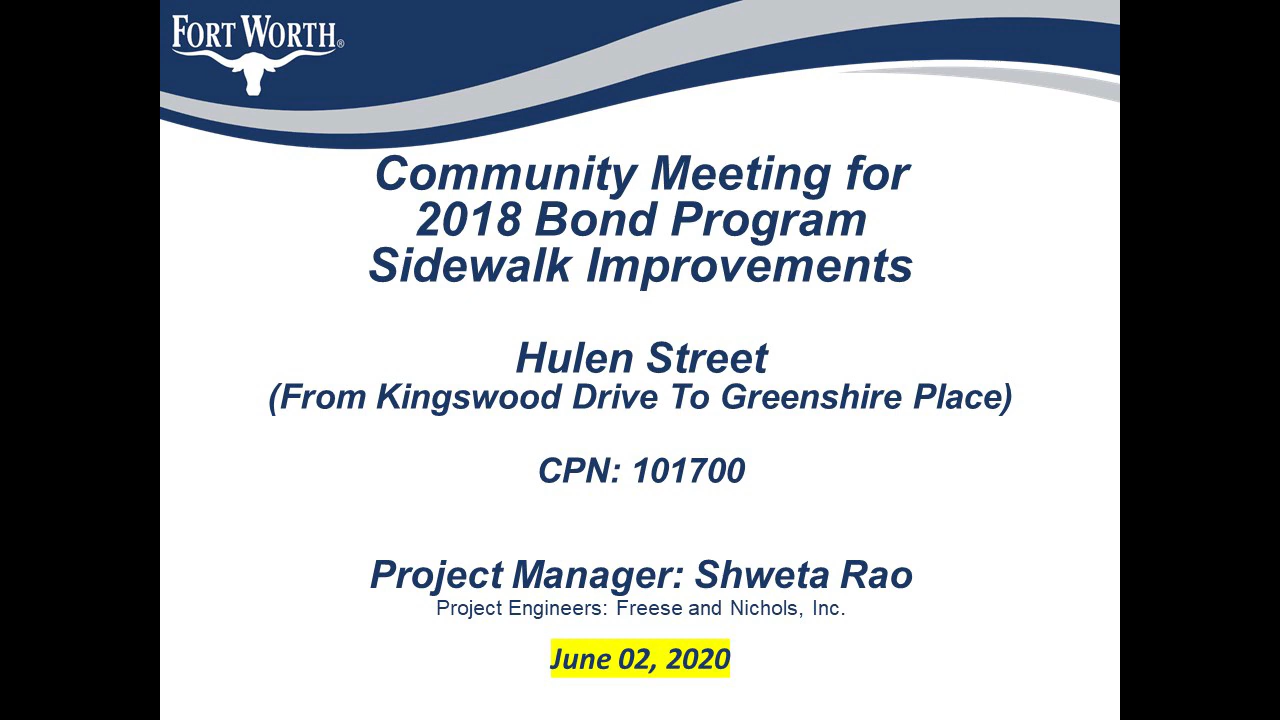 FORT WORTH®
Community Meeting for
2018 Bond Program
Sidewalk Improvements
Hulen Street
(From Kingswood Drive To Greenshire Place)
CPN: 101700
Project Manager: Shweta Rao
Project Engineers: Freese and Nichols, Inc.
June 02, 2020